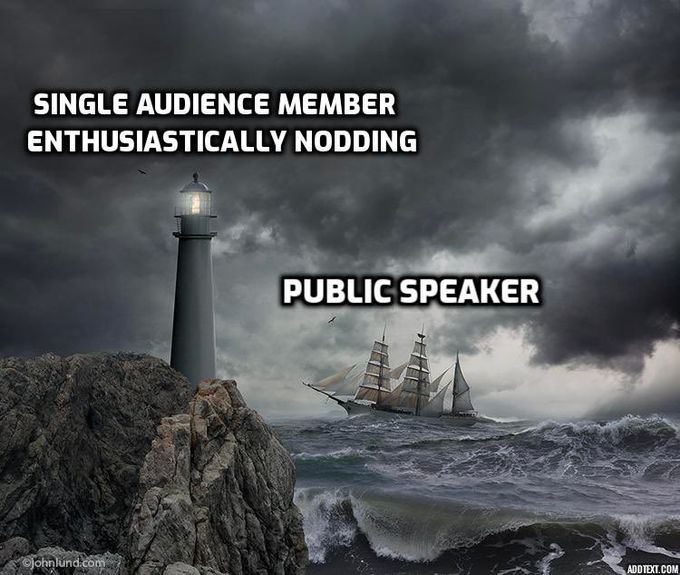 SINGLE AUDIENCE MEMBER
ENTHUSIASTICALLY NODDING
PUBLIC SPEAKER
©johnlund.com
ADDTEXT.COM